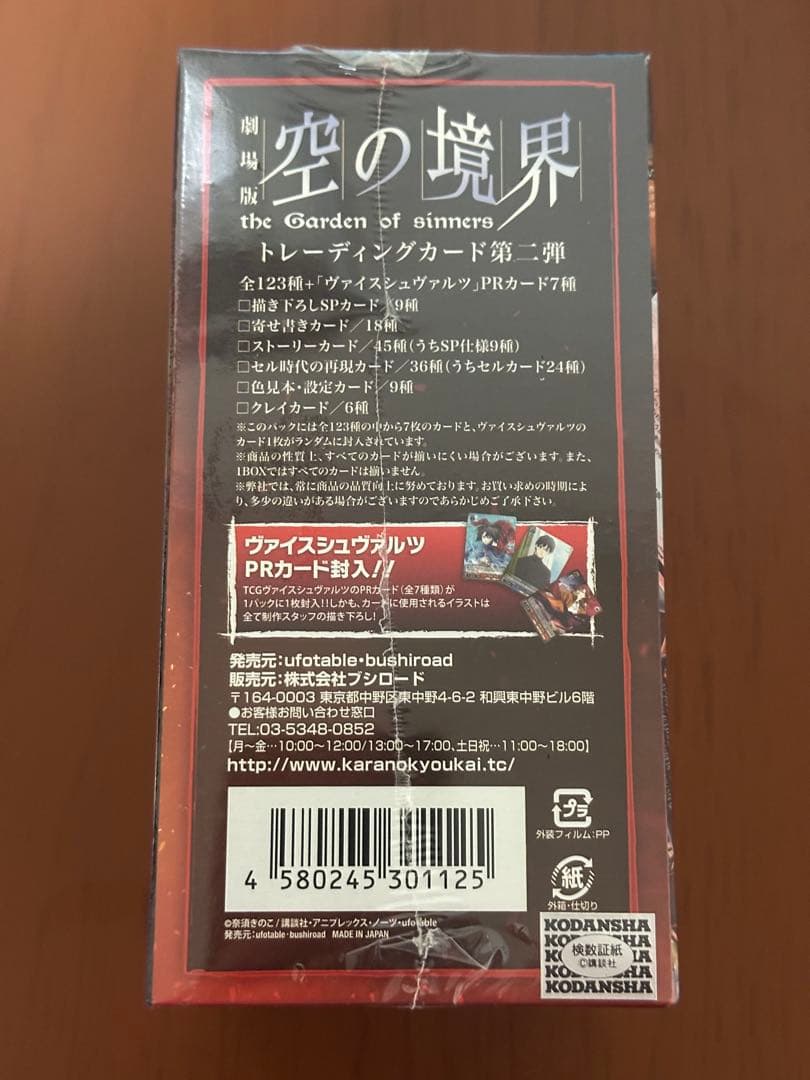 劇場版
空の境界
the Garden of sinners
トレーディングカード第二弾
全123種+「ヴァイスシュヴァルツ」PRカード7種
□描き下ろしSPカード/9種
□寄せ書きカード/18種
□ストーリーカード/45種(うちSP仕様9種)
□セル時代の再現カード/36種(うちセルカード24種)
□色見本・設定カード/9種
□クレイカード/6種
※このパックには全123種の中から7枚のカードと、ヴァイスシュヴァルツの
カード1枚がランダムに封入されています。
※商品の性質上、すべてのカードが揃いにくい場合がございます。また、
1BOXではすべてのカードは揃いません。
※弊社では、常に商品の品質向上に努めております。お買い求めの時期によ
り、多少の違いがある場合がございますのであらかじめご了承下さい。
ヴァイスシュヴァルツ
PRカード封入!!
TCGヴァイスシュヴァルツのPRカード(全7種類)が
1パックに1枚封入!!しかも、カードに使用されるイラストは
全て制作スタッフの描き下ろし!
発売元:ufotable・bushiroad
販売元:株式会社ブシロード
〒164-0003 東京都中野区東中野4-6-2 和興東中野ビル6階
●お客様お問い合わせ窓口
TEL:03-5348-0852
【月〜金…10:00〜12:00/13:00〜17:00、土日祝…11:00〜18:00】
http://www.karanokyoukai.tc/
4 580245 301125
プラ
外装フィルム:PP
紙
外箱・仕切り
©奈須きのこ/講談社・アニプレックス・ノーツ・ufotable
発売元:ufotable・bushiroad MADE IN JAPAN
KODANSHA
検数証紙
©講談社
KODANSHA